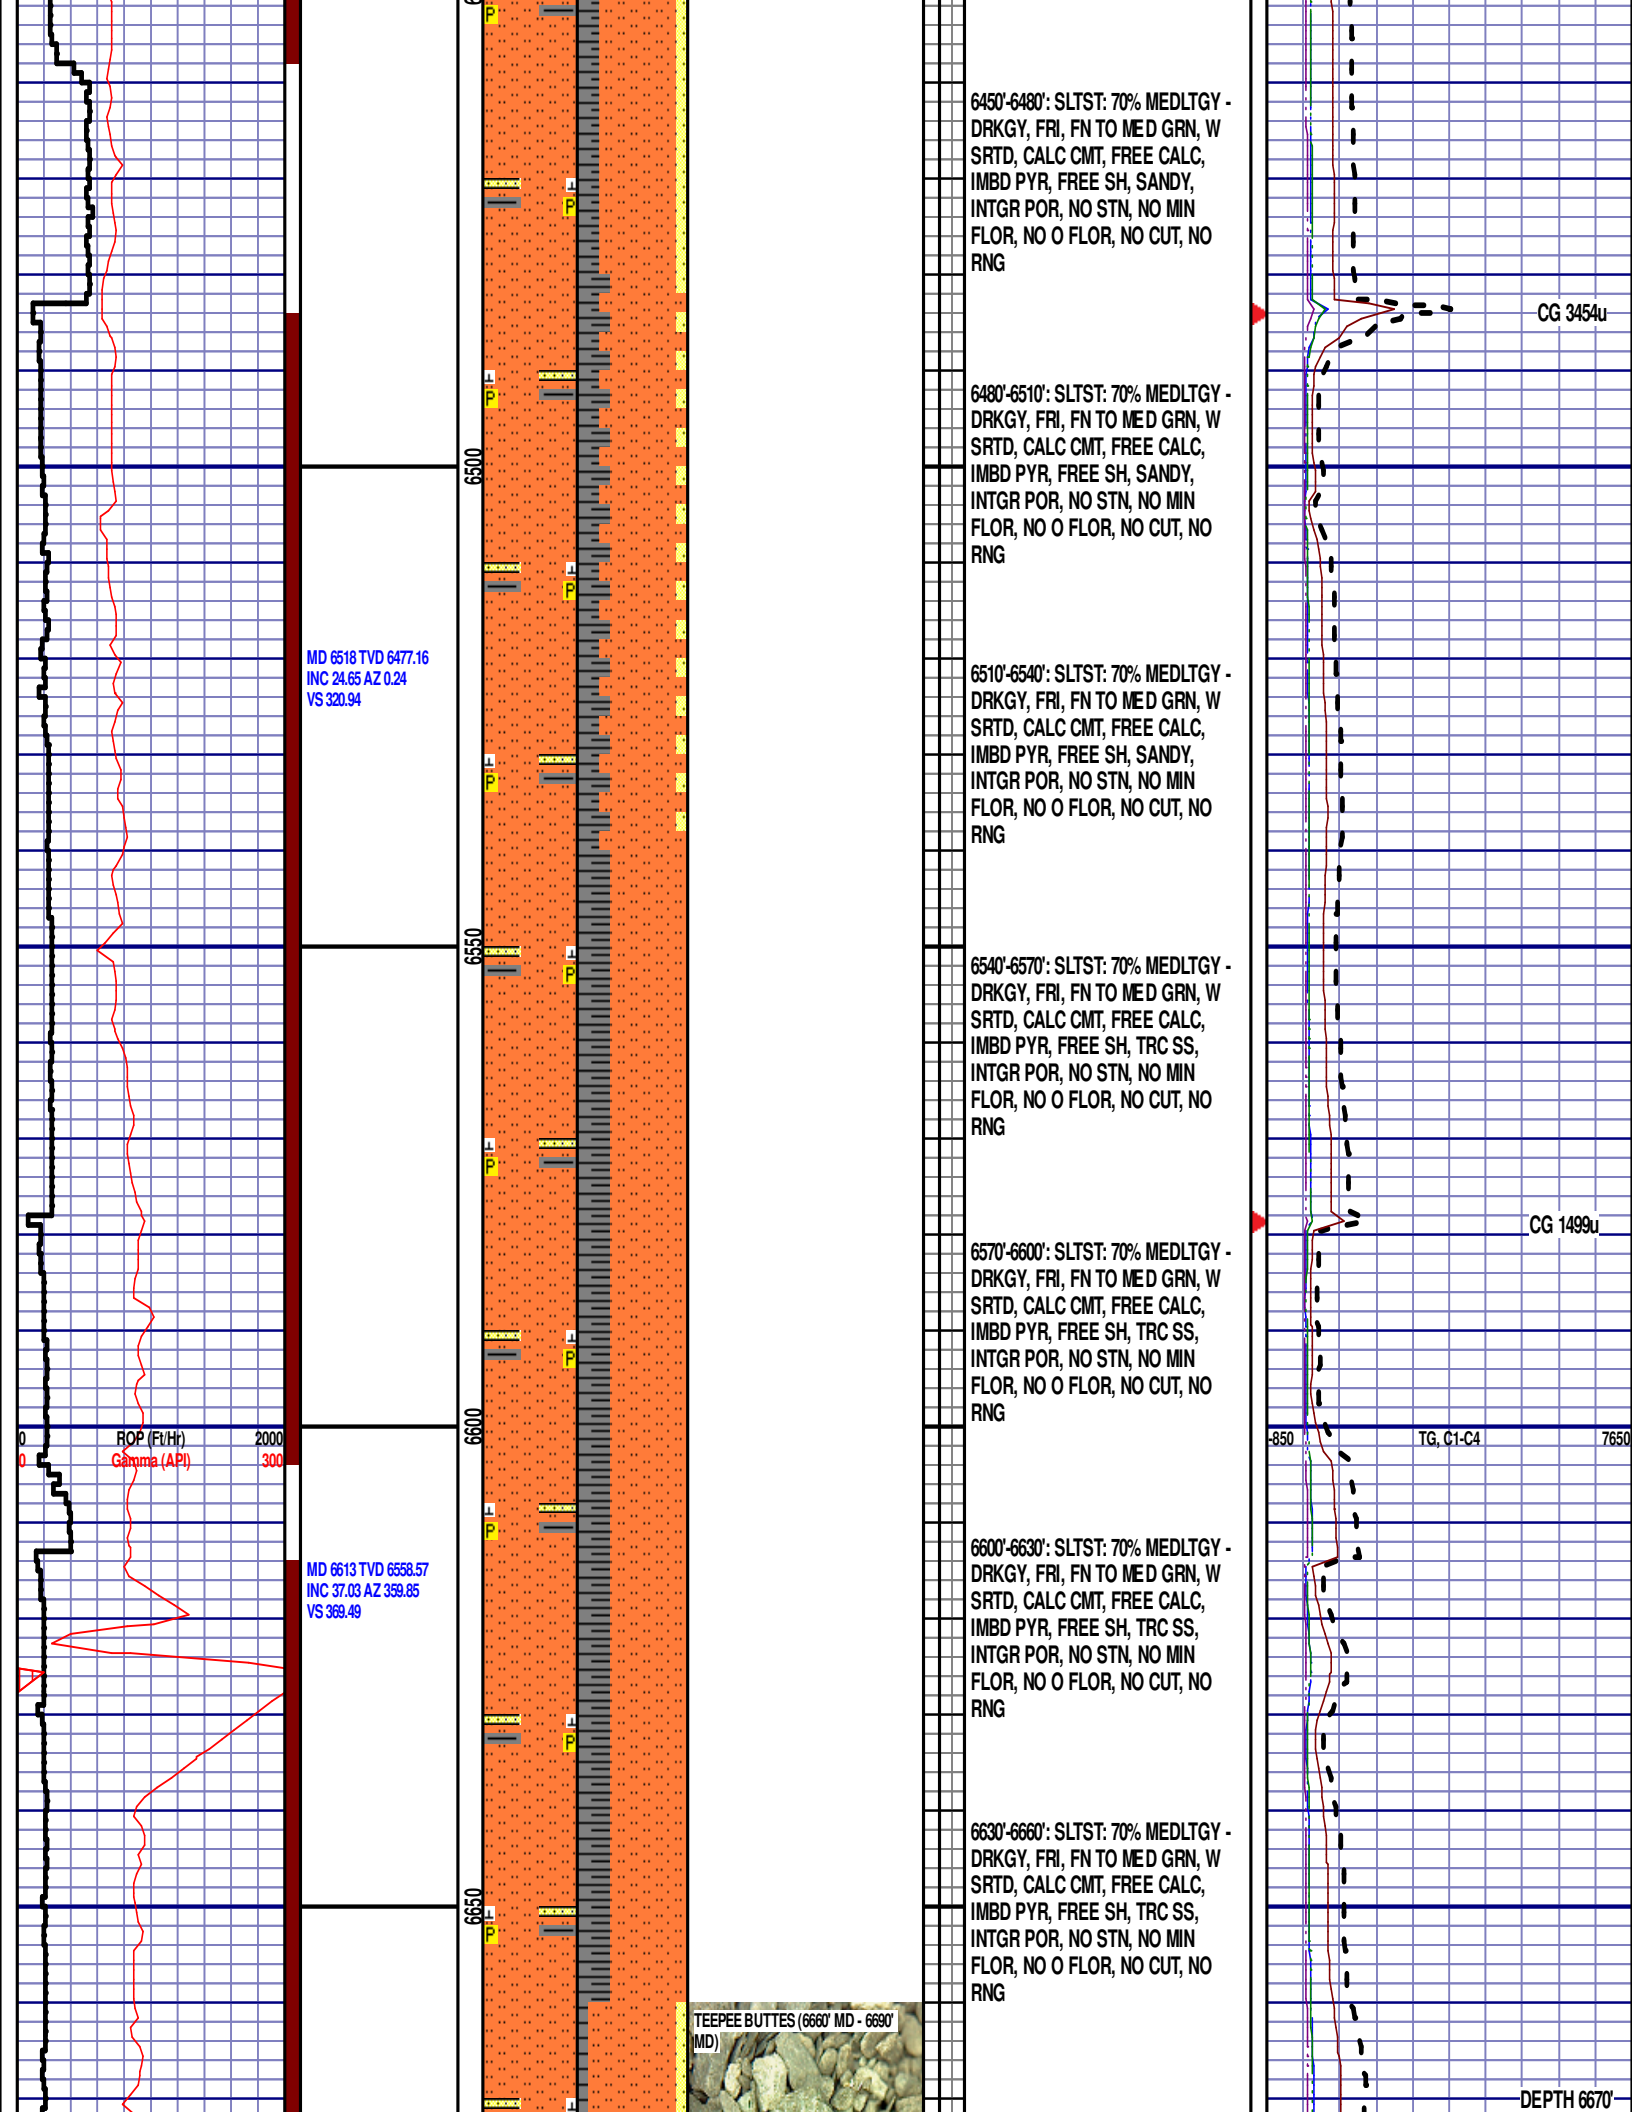 6450'-6480': SLTST: 70% MEDLTGY -
DRKGY, FRI, FN TO MED GRN, W
SRTD, CALC CMT, FREE CALC,
IMBD PYR, FREE SH, SANDY,
INTGR POR, NO STN, NO MIN
FLOR, NO O FLOR, NO CUT, NO
RNG
CG 3454u
6480'-6510': SLTST: 70% MEDLTGY -
DRKGY, FRI, FN TO MED GRN, W
SRTD, CALC CMT, FREE CALC,
IMBD PYR, FREE SH, SANDY,
INTGR POR, NO STN, NO MIN
FLOR, NO O FLOR, NO CUT, NO
RNG
6500
MD 6518 TVD 6477.16
INC 24.65 AZ 0.24
VS 320.94
6510'-6540': SLTST: 70% MEDLTGY -
DRKGY, FRI, FN TO MED GRN, W
SRTD, CALC CMT, FREE CALC,
IMBD PYR, FREE SH, SANDY,
INTGR POR, NO STN, NO MIN
FLOR, NO O FLOR, NO CUT, NO
RNG
6550
6540'-6570': SLTST: 70% MEDLTGY -
DRKGY, FRI, FN TO MED GRN, W
SRTD, CALC CMT, FREE CALC,
IMBD PYR, FREE SH, TRC SS,
INTGR POR, NO STN, NO MIN
FLOR, NO O FLOR, NO CUT, NO
RNG
CG 1499u
6570'-6600': SLTST: 70% MEDLTGY -
DRKGY, FRI, FN TO MED GRN, W
SRTD, CALC CMT, FREE CALC,
IMBD PYR, FREE SH, TRC SS,
INTGR POR, NO STN, NO MIN
FLOR, NO O FLOR, NO CUT, NO
RNG
6600
0 ROP (Ft/Hr) 2000
0 Gamma (API) 300
-850 TG, C1-C4 7650
MD 6613 TVD 6558.57
INC 37.03 AZ 359.85
VS 369.49
6600'-6630': SLTST: 70% MEDLTGY -
DRKGY, FRI, FN TO MED GRN, W
SRTD, CALC CMT, FREE CALC,
IMBD PYR, FREE SH, TRC SS,
INTGR POR, NO STN, NO MIN
FLOR, NO O FLOR, NO CUT, NO
RNG
6630'-6660': SLTST: 70% MEDLTGY -
DRKGY, FRI, FN TO MED GRN, W
SRTD, CALC CMT, FREE CALC,
IMBD PYR, FREE SH, TRC SS,
INTGR POR, NO STN, NO MIN
FLOR, NO O FLOR, NO CUT, NO
RNG
6650
TEEPEE BUTTES (6660' MD - 6690'
MD)
DEPTH 6670'
P
P
P
P
P
P
P
P
P
P
P